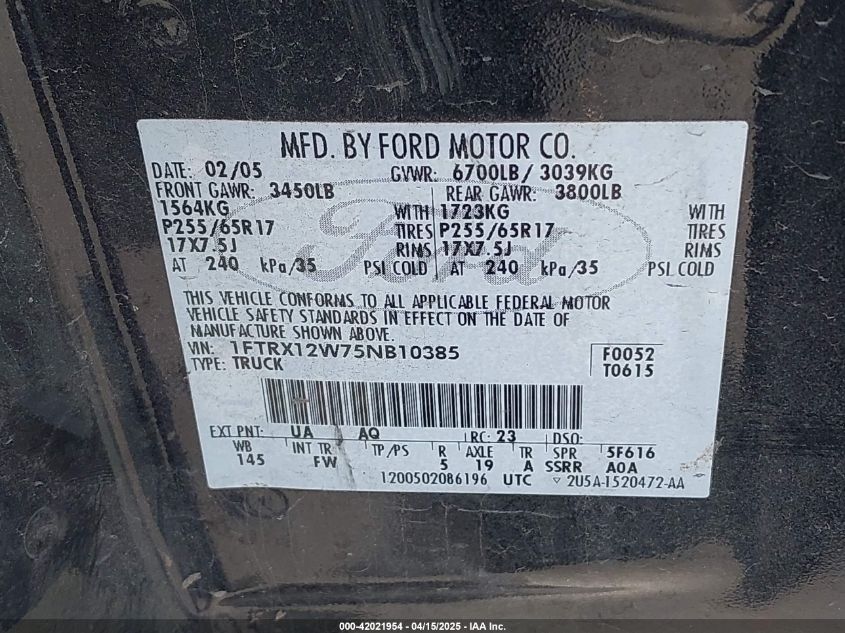 MFD. BY FORD MOTOR CO.
DATE: 02/05 GVWR: 6700LB/ 3039KG
FRONT GAWR: 3450LB REAR GAWR: 3800LB
1564KG WITH 1723KG WITH
P255/65R17 TIRES P255/65R17 TIRES
17X7.5J RIMS 17X7.5J RIMS
AT 240 kPa/35 PSI COLD AT 240 kPa/35 PSI COLD
Ford
THIS VEHICLE CONFORMS TO ALL APPLICABLE FEDERAL MOTOR
VEHICLE SAFETY STANDARDS IN EFFECT ON THE DATE OF
MANUFACTURE SHOWN ABOVE.
VIN: 1FTRX12W75NB10385 F0052
TYPE: TRUCK T0615
EXT PNT: UA AQ RC: 23 DSO:
WB INT TR TP/PS R AXLE TR SPR 5F616
145 FW 5 19 A SSRR A0A
1200502086196 UTC ▽ 2U5A-1520472-AA
000-42021954 - 04/15/2025 - IAA Inc.